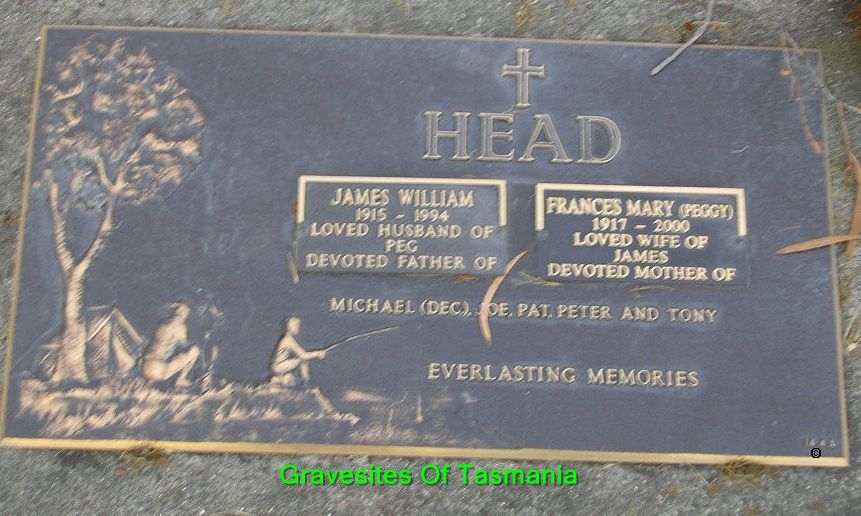 HEAD
JAMES WILLIAM
1915 - 1994
LOVED HUSBAND OF
PEG
DEVOTED FATHER OF
FRANCES MARY (PEGGY)
1917 - 2000
LOVED WIFE OF
JAMES
DEVOTED MOTHER OF
MICHAEL (DEC), JOE, PAT, PETER AND TONY
EVERLASTING MEMORIES
©
Gravesites Of Tasmania